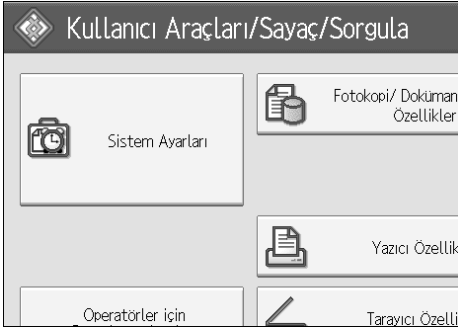 Kullanıcı Araçları/Sayaç/Sorgula
Sistem Ayarları
Fotokopi/ Doküman
Özellikler
Yazıcı Özellik
Operatörler için
Tarayıcı Özelli